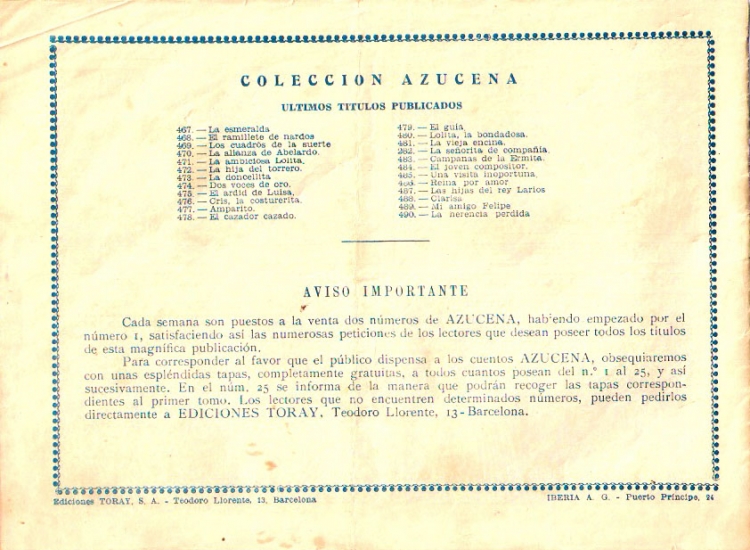 COLECCION AZUCENA
ULTIMOS TITULOS PUBLICADOS
467. — La esmeralda
468. — El ramillete de nardos
469. — Los cuadros de la suerte
470. — La alianza de Abelardo.
471. — La ambiciosa Lolita,
472. — La hija del torrero.
473. — La doncellita
474. — Dos voces de oro.
475. — El ardid de Luisa,
476. — Cris, la costurerita.
477. — Amparito.
478. — El cazador cazado.
479. — El guía.
480. — Lolita, la bondadosa.
481. — La vieja encina.
282. — La señorita de compañía.
483. — Campanas de la Ermita.
484. — El joven compositor.
485. — Una visita inoportuna.
486. — Reina por amor
487. — Las hijas del rey Larios
488. — Clarisa
489. — Mi amigo Felipe
490. — La herencia perdida
AVISO IMPORTANTE
Cada semana son puestos a la venta dos números de AZUCENA, habiendo empezado por el
número 1, satisfaciendo así las numerosas peticiones de los lectores que desean poseer todos los títulos
de esta magnífica publicación.
Para corresponder al favor que el público dispensa a los cuentos AZUCENA, obsequiaremos
con unas espléndidas tapas, completamente gratuitas, a todos cuantos posean del n.º 1 al 25, y así
sucesivamente. En el núm. 25 se informa de la manera que podrán recoger las tapas correspon-
dientes al primer tomo. Los lectores que no encuentren determinados números, pueden pedirlos
directamente a EDICIONES TORAY, Teodoro Llorente, 13-Barcelona.
Ediciones TORAY, S. A. - Teodoro Llorente, 13, Barcelona
IBERIA A. G. - Puerto Príncipe, 24